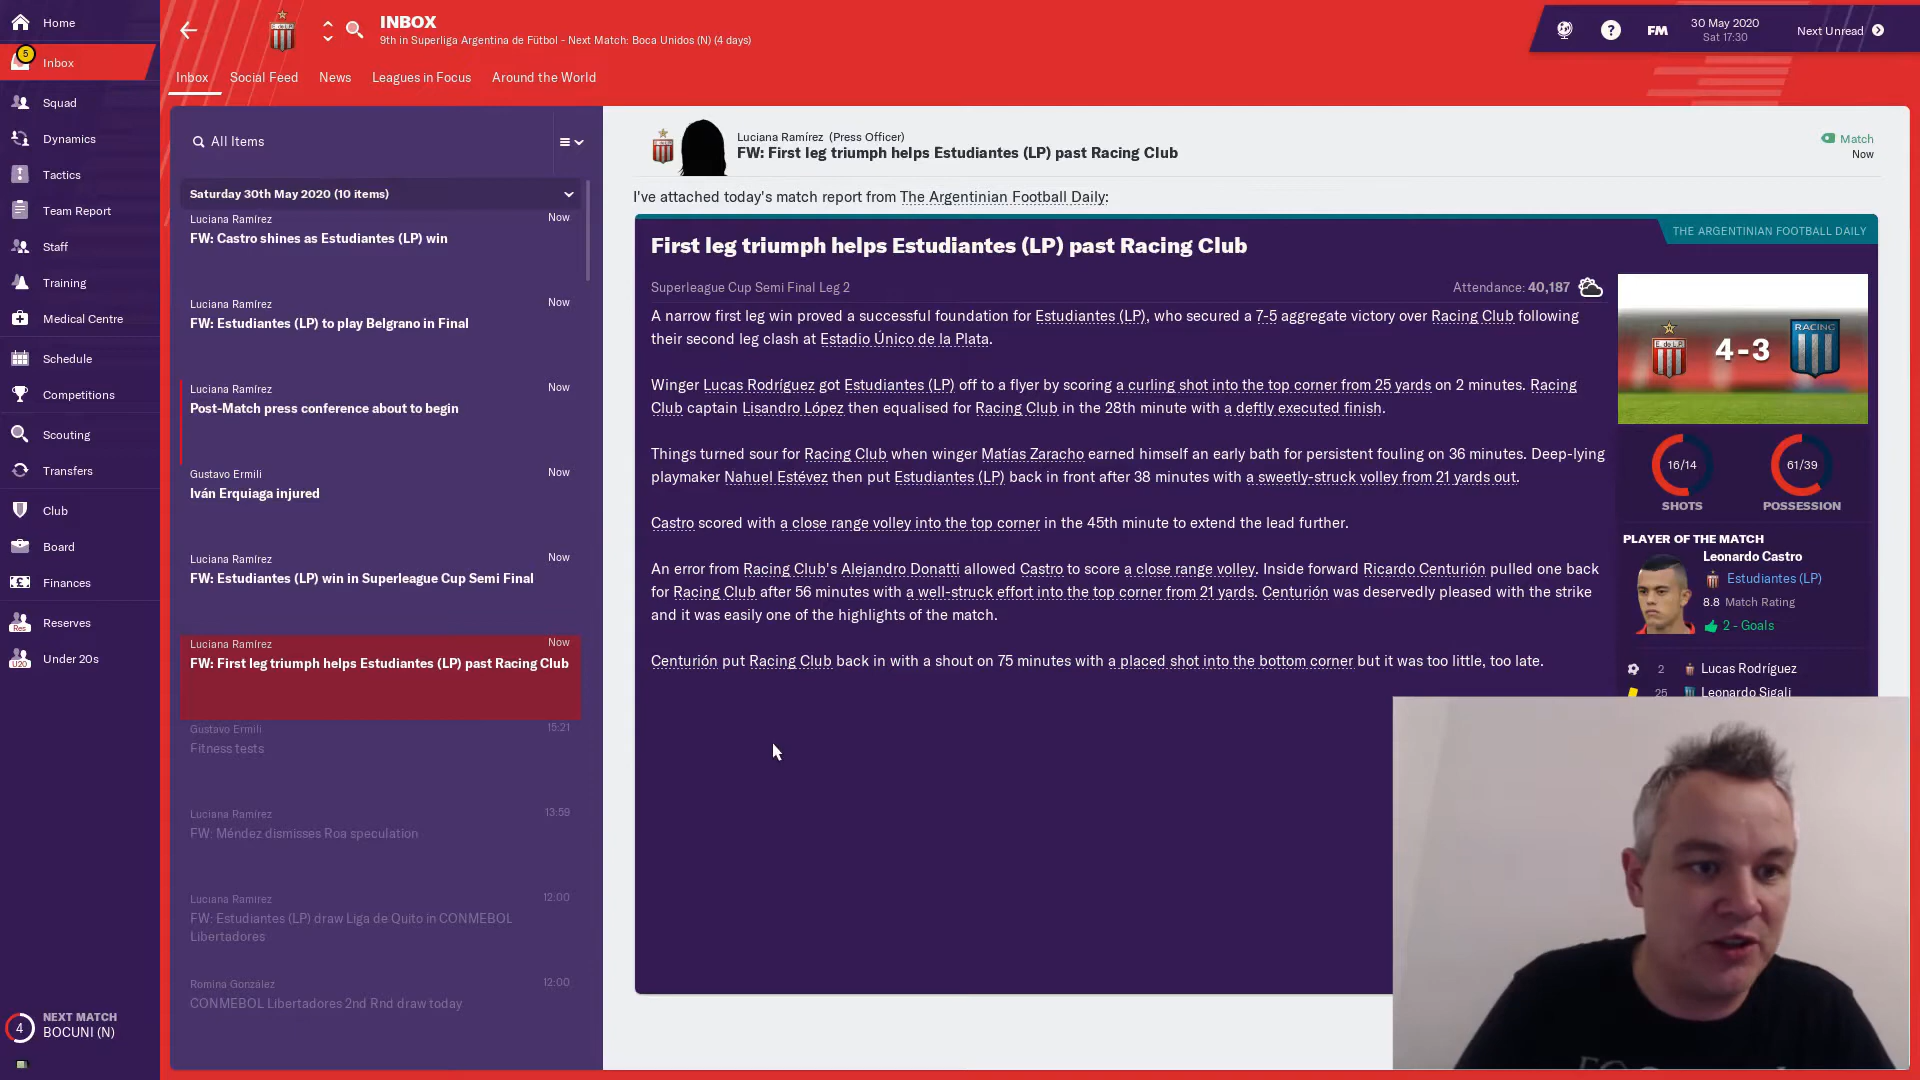 Home
5
Inbox
Squad
Dynamics
Tactics
Team Report
Staff
Training
Medical Centre
Schedule
Competitions
Scouting
Transfers
Club
Board
Finances
Res
Reserves
U20
Under 20s
4
NEXT MATCH
BOCUNI (N)
INBOX
9th in Superliga Argentina de Fútbol - Next Match: Boca Unidos (N) (4 days)
Inbox
Social Feed
News
Leagues in Focus
Around the World
?
FM
30 May 2020
Sat 17:30
Next Unread
All Items
Saturday 30th May 2020 (10 items)
Luciana Ramírez
Now
FW: Castro shines as Estudiantes (LP) win
Luciana Ramírez
Now
FW: Estudiantes (LP) to play Belgrano in Final
Luciana Ramírez
Now
Post-Match press conference about to begin
Gustavo Ermili
Now
Iván Erquiaga injured
Luciana Ramírez
Now
FW: Estudiantes (LP) win in Superleague Cup Semi Final
Luciana Ramírez
Now
FW: First leg triumph helps Estudiantes (LP) past Racing Club
Gustavo Ermili
15:21
Fitness tests
Luciana Ramírez
13:59
FW: Méndez dismisses Roa speculation
Luciana Ramírez
12:00
FW: Estudiantes (LP) draw Liga de Quito in CONMEBOL
Libertadores
Romina González
12:00
CONMEBOL Libertadores 2nd Rnd draw today
Luciana Ramírez (Press Officer)
FW: First leg triumph helps Estudiantes (LP) past Racing Club
Match
Now
I've attached today's match report from The Argentinian Football Daily:
THE ARGENTINIAN FOOTBALL DAILY
First leg triumph helps Estudiantes (LP) past Racing Club
Superleague Cup Semi Final Leg 2
Attendance: 40,187
A narrow first leg win proved a successful foundation for Estudiantes (LP), who secured a 7-5 aggregate victory over Racing Club following
their second leg clash at Estadio Único de la Plata.
Winger Lucas Rodríguez got Estudiantes (LP) off to a flyer by scoring a curling shot into the top corner from 25 yards on 2 minutes. Racing
Club captain Lisandro López then equalised for Racing Club in the 28th minute with a deftly executed finish.
Things turned sour for Racing Club when winger Matías Zaracho earned himself an early bath for persistent fouling on 36 minutes. Deep-lying
playmaker Nahuel Estévez then put Estudiantes (LP) back in front after 38 minutes with a sweetly-struck volley from 21 yards out.
Castro scored with a close range volley into the top corner in the 45th minute to extend the lead further.
An error from Racing Club's Alejandro Donatti allowed Castro to score a close range volley. Inside forward Ricardo Centurión pulled one back
for Racing Club after 56 minutes with a well-struck effort into the top corner from 21 yards. Centurión was deservedly pleased with the strike
and it was easily one of the highlights of the match.
Centurión put Racing Club back in with a shout on 75 minutes with a placed shot into the bottom corner but it was too little, too late.
4-3
RACING
16/14
SHOTS
61/39
POSSESSION
PLAYER OF THE MATCH
Leonardo Castro
Estudiantes (LP)
8.8 Match Rating
2 - Goals
2 Lucas Rodríguez
25 Leonardo Sigali